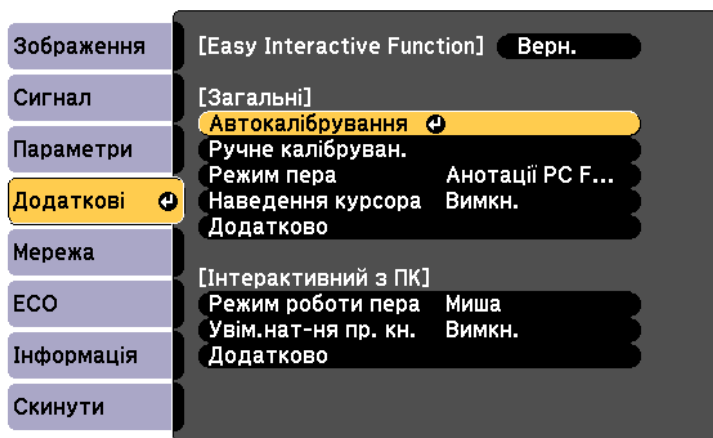 Зображення
Сигнал
Параметри
Додаткові
Мережа
ECO
Інформація
Скинути
[Easy Interactive Function] Верн.
[Загальні]
Автокалібрування
Ручне калібруван.
Режим пера Анотації PC F...
Наведення курсора Вимкн.
Додатково
[Інтерактивний з ПК]
Режим роботи пера Миша
Увім.нат-ня пр. кн. Вимкн.
Додатково